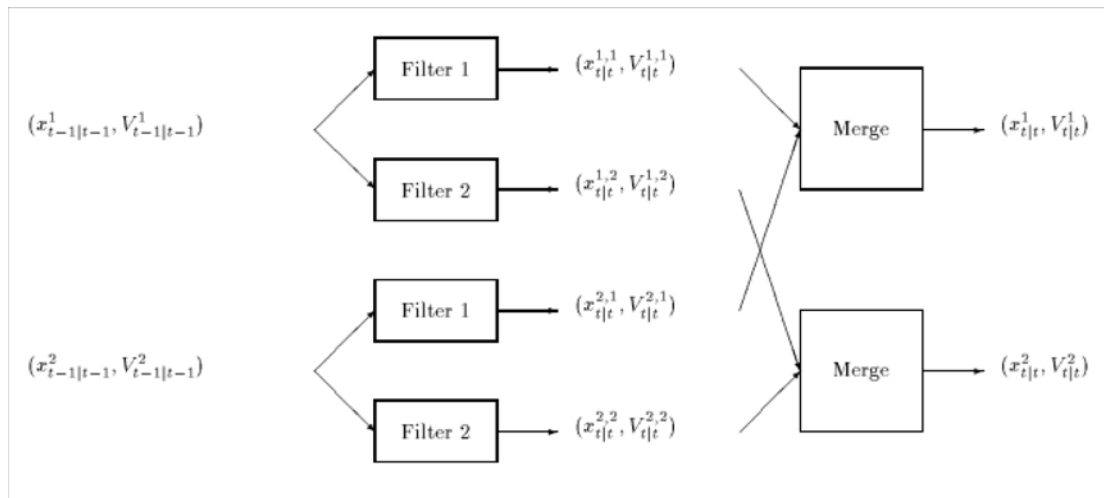 Filter 1
(x^{1,1}_{t|t}, V^{1,1}_{t|t})
(x^1_{t-1|t-1}, V^1_{t-1|t-1})
Merge
(x^1_{t|t}, V^1_{t|t})
Filter 2
(x^{1,2}_{t|t}, V^{1,2}_{t|t})
Filter 1
(x^{2,1}_{t|t}, V^{2,1}_{t|t})
(x^2_{t-1|t-1}, V^2_{t-1|t-1})
Merge
(x^2_{t|t}, V^2_{t|t})
Filter 2
(x^{2,2}_{t|t}, V^{2,2}_{t|t})